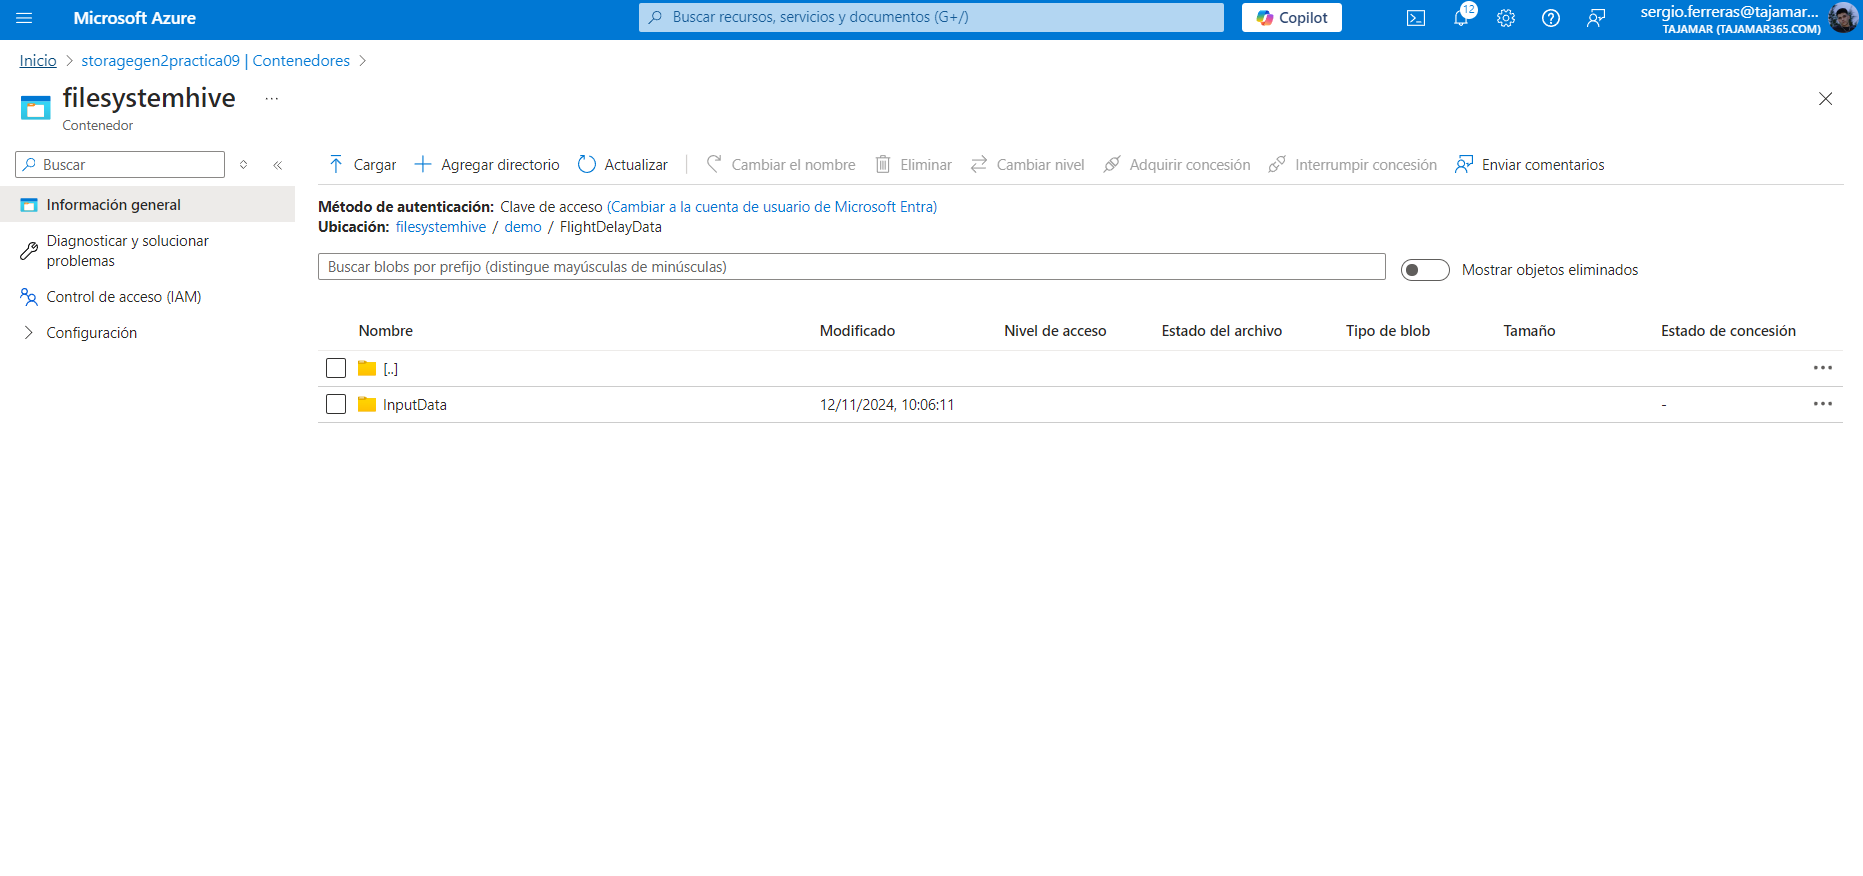 Microsoft Azure
Buscar recursos, servicios y documentos (G+/)
Copilot
12
sergio.ferreras@tajamar...
TAJAMAR (TAJAMAR365.COM)
Inicio > storagegen2practica09 | Contenedores >
filesystemhive ...
Contenedor
Buscar
Cargar
Agregar directorio
Actualizar
Cambiar el nombre
Eliminar
Cambiar nivel
Adquirir concesión
Interrumpir concesión
Enviar comentarios
Información general
Diagnosticar y solucionar
problemas
Control de acceso (IAM)
Configuración
Método de autenticación: Clave de acceso (Cambiar a la cuenta de usuario de Microsoft Entra)
Ubicación: filesystemhive / demo / FlightDelayData
Buscar blobs por prefijo (distingue mayúsculas de minúsculas)
Mostrar objetos eliminados
Nombre Modificado Nivel de acceso Estado del archivo Tipo de blob Tamaño Estado de concesión
[..]
InputData 12/11/2024, 10:06:11 -